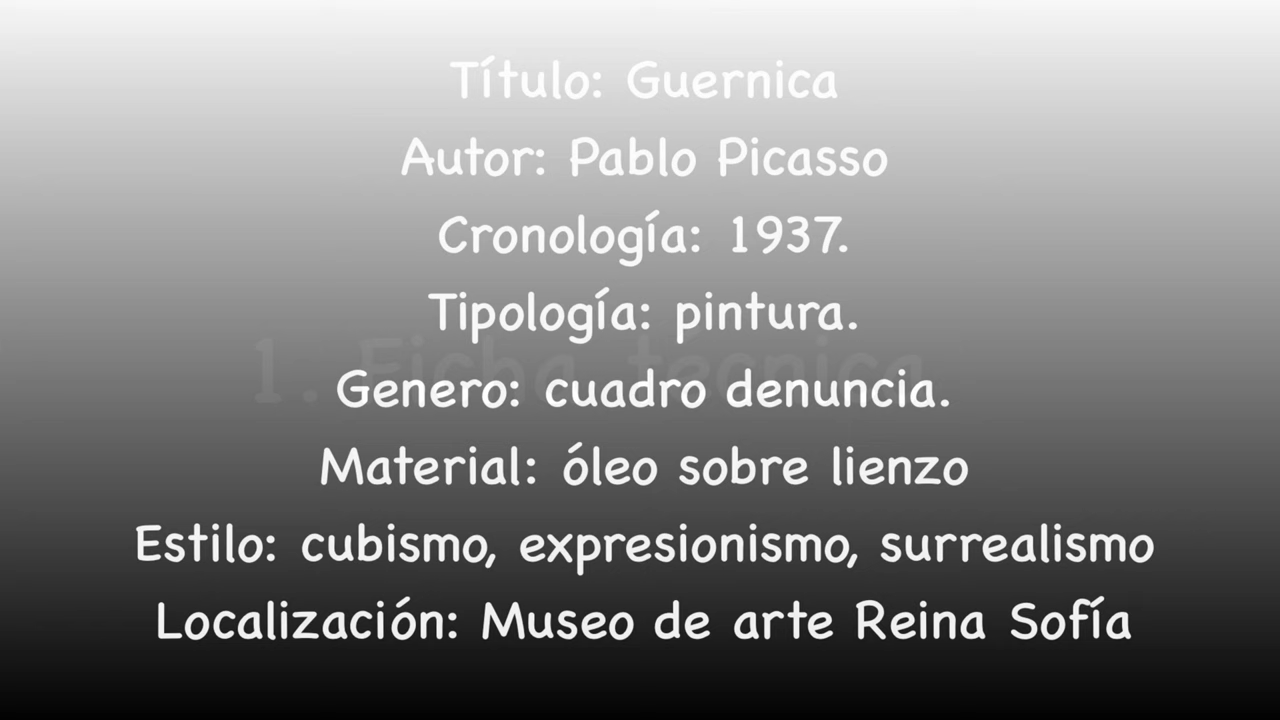 Título: Guernica
Autor: Pablo Picasso
Cronología: 1937.
Tipología: pintura.
1. Ficha técnica
Genero: cuadro denuncia.
Material: óleo sobre lienzo
Estilo: cubismo, expresionismo, surrealismo
Localización: Museo de arte Reina Sofía